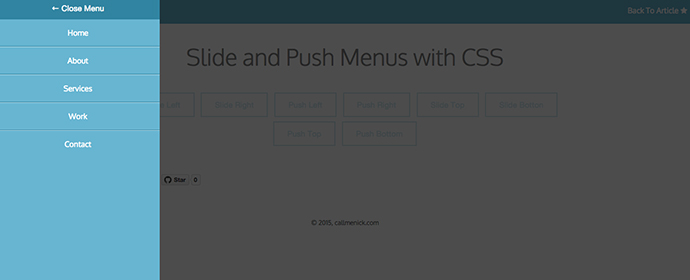 ← Close Menu
Back To Article ★
Home
About
Services
Work
Contact
Slide and Push Menus with CSS
Left
Slide Right
Push Left
Push Right
Slide Top
Slide Bottom
Push Top
Push Bottom
Star 0
© 2015, callmenick.com